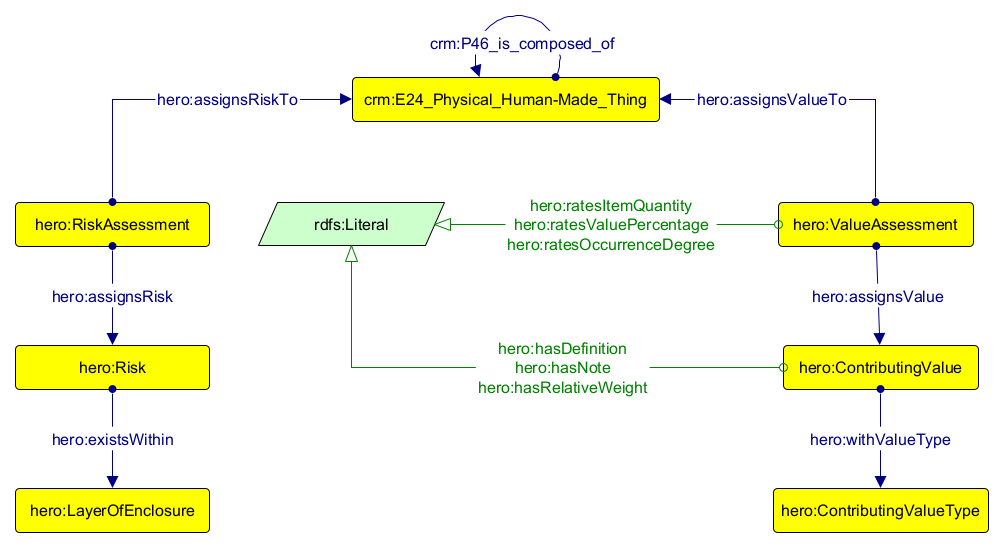 crm:P46_is_composed_of
hero:assignsRiskTo
crm:E24_Physical_Human-Made_Thing
hero:assignsValueTo
hero:RiskAssessment
rdfs:Literal
hero:ratesItemQuantity
hero:ratesValuePercentage
hero:ratesOccurrenceDegree
hero:ValueAssessment
hero:assignsRisk
hero:assignsValue
hero:Risk
hero:hasDefinition
hero:hasNote
hero:hasRelativeWeight
hero:ContributingValue
hero:existsWithin
hero:withValueType
hero:LayerOfEnclosure
hero:ContributingValueType